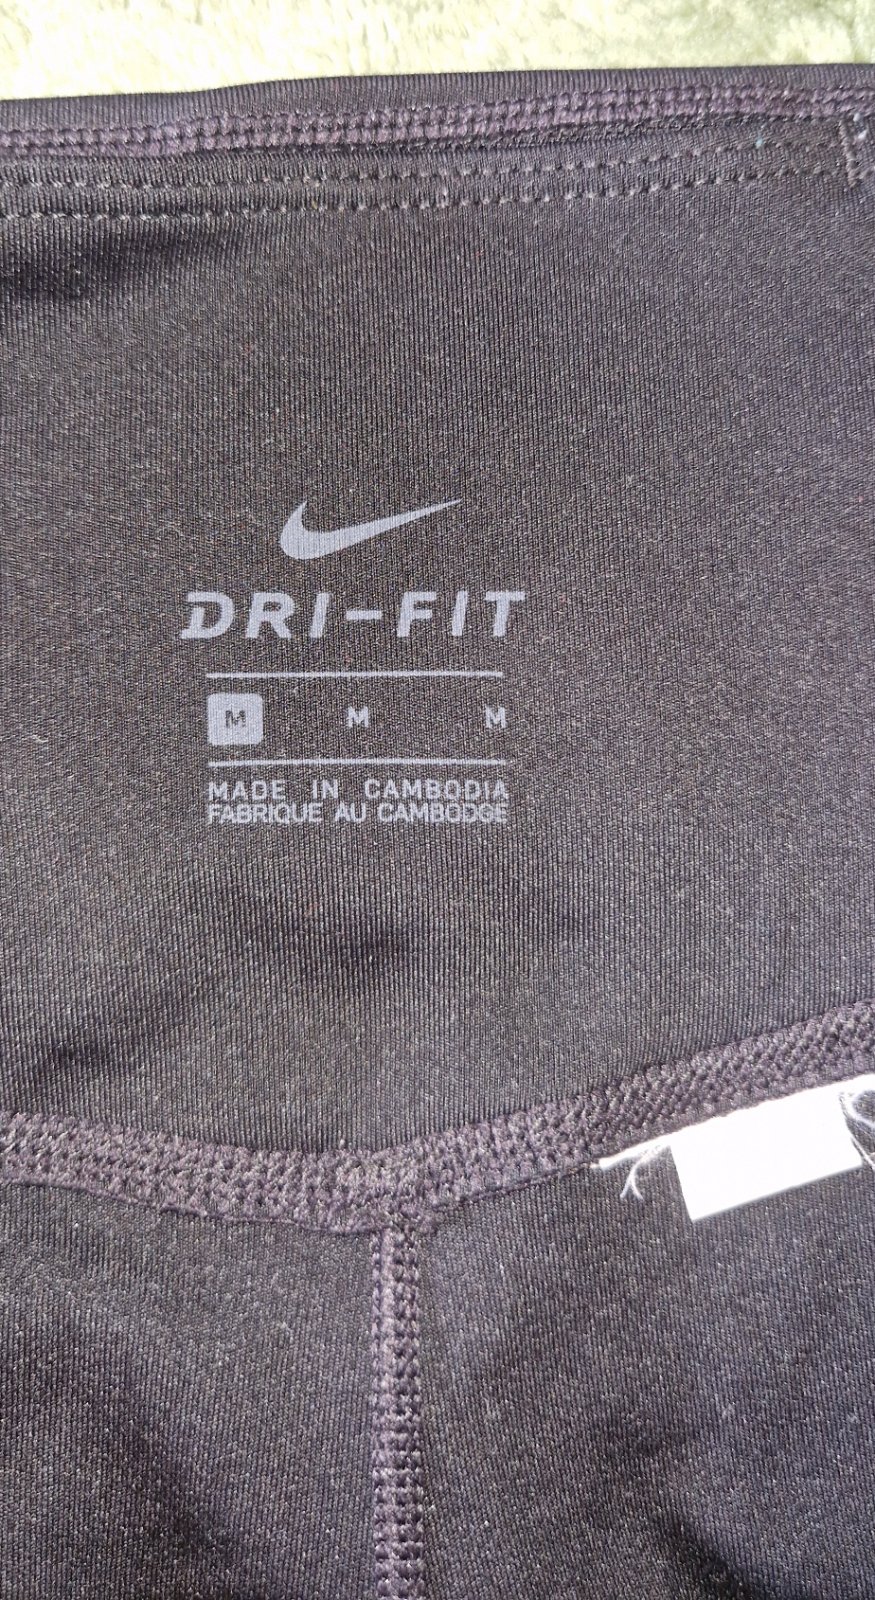 DRI-FIT
M M M
MADE IN CAMBODIA
FABRIQUE AU CAMBODGE